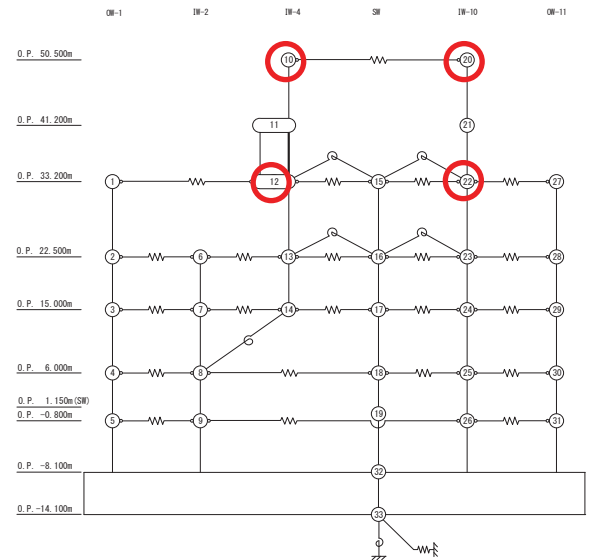 OW-1 IW-2 IW-4 SW IW-10 OW-11
O.P. 50.500m 10 20
O.P. 41.200m 11 21
O.P. 33.200m 1 12 15 22 27
O.P. 22.500m 2 6 13 16 23 28
O.P. 15.000m 3 7 14 17 24 29
O.P. 6.000m 4 8 18 25 30
O.P. 1.150m(SW) 19
O.P. -0.800m 5 9 26 31
O.P. -8.100m 32
O.P. -14.100m 33